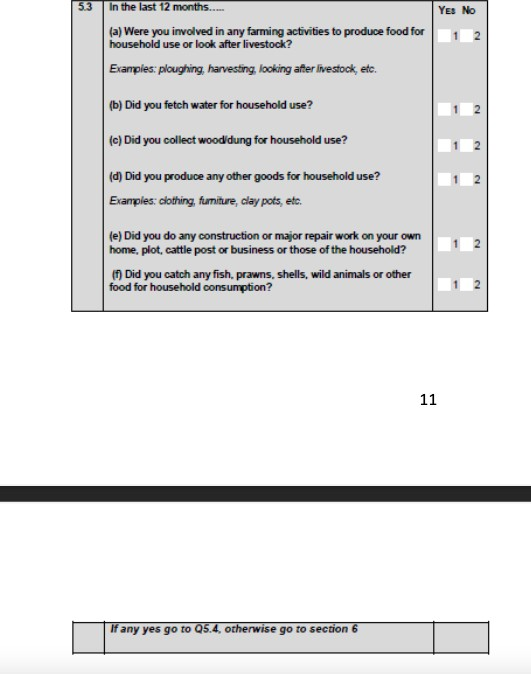 5.3 In the last 12 months..... YES NO
(a) Were you involved in any farming activities to produce food for
household use or look after livestock? 1 2
Examples: ploughing, harvesting, looking after livestock, etc.
(b) Did you fetch water for household use? 1 2
(c) Did you collect wood/dung for household use? 1 2
(d) Did you produce any other goods for household use? 1 2
Examples: clothing, furniture, clay pots, etc.
(e) Did you do any construction or major repair work on your own
home, plot, cattle post or business or those of the household? 1 2
(f) Did you catch any fish, prawns, shells, wild animals or other
food for household consumption? 1 2
11
If any yes go to Q5.4, otherwise go to section 6